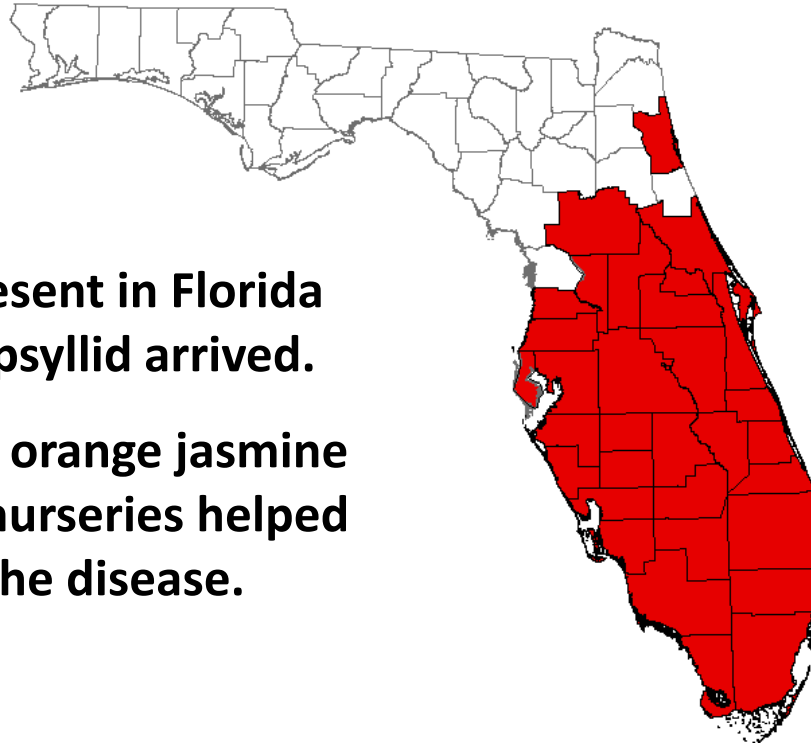 esent in Florida
psyllid arrived.
orange jasmine
nurseries helped
he disease.